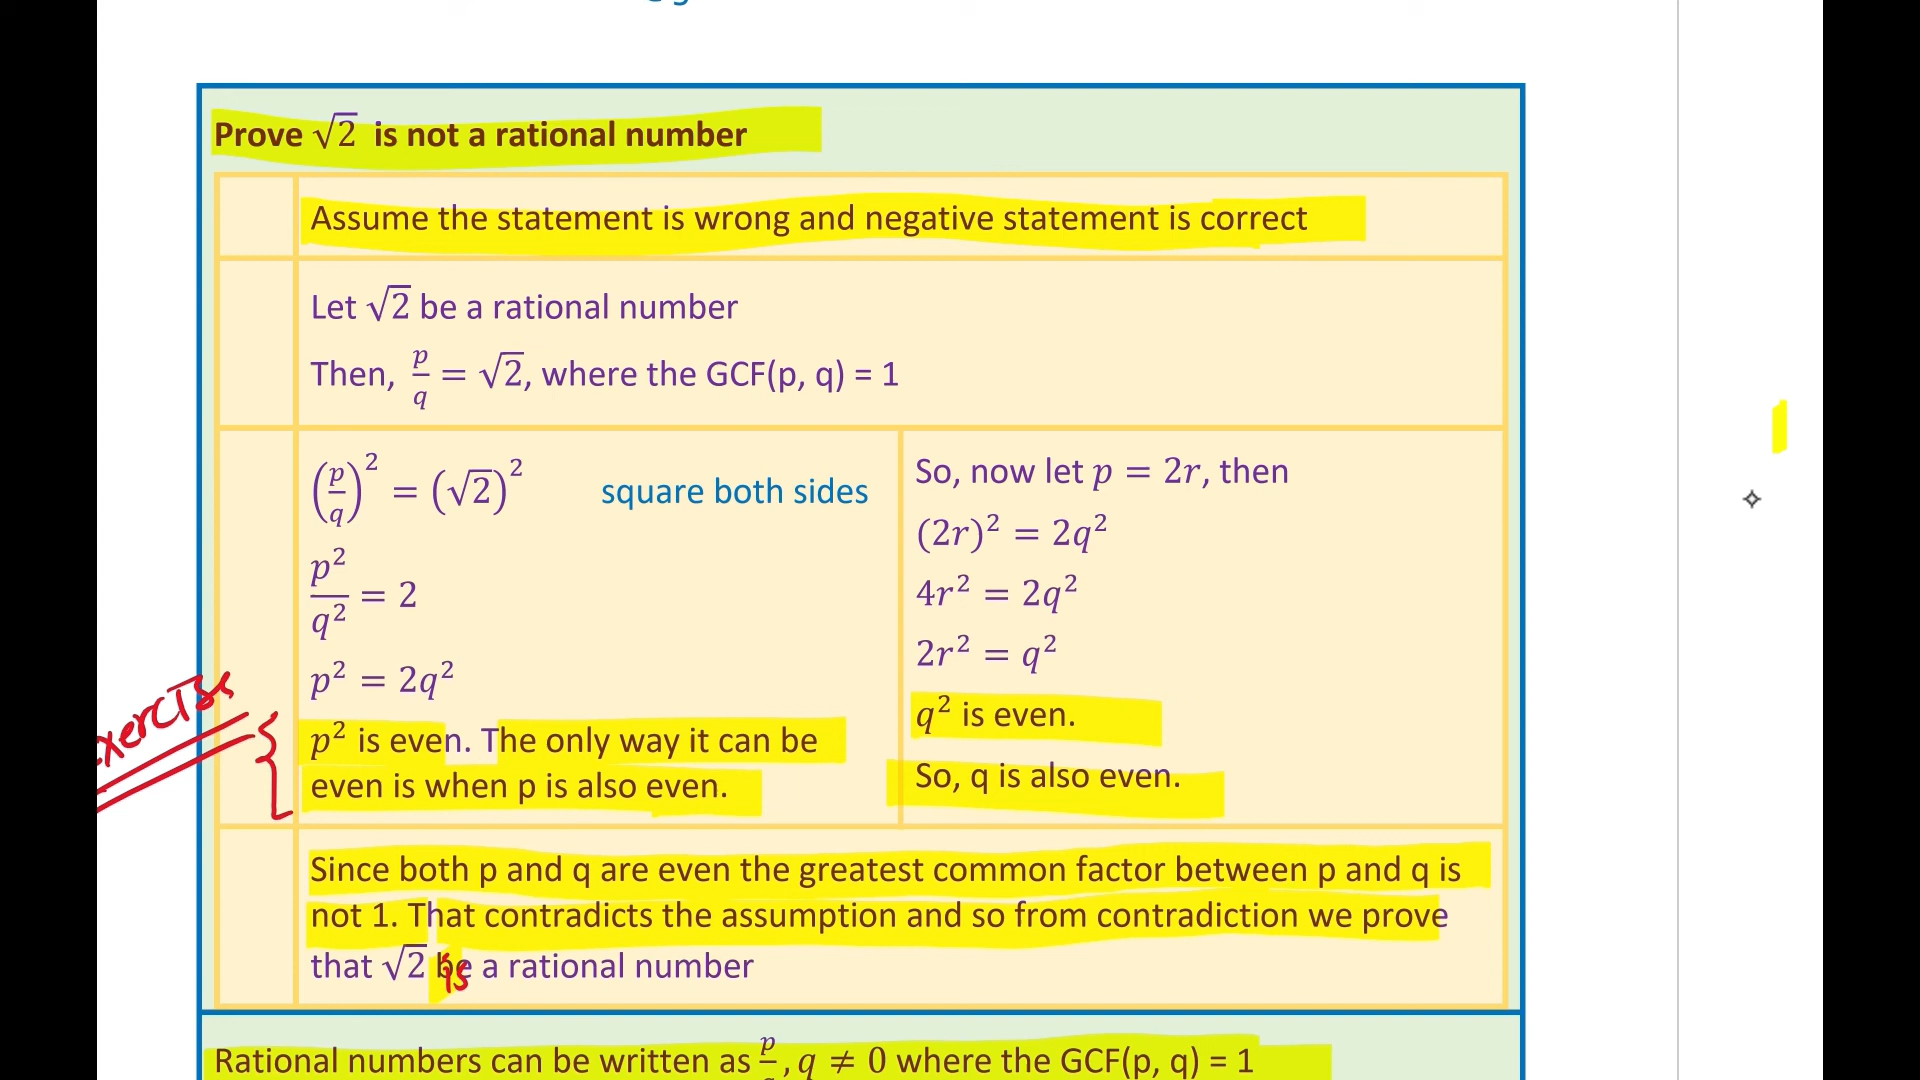 Prove √2 is not a rational number
Assume the statement is wrong and negative statement is correct
Let √2 be a rational number
Then, p/q = √2, where the GCF(p, q) = 1
(p/q)² = (√2)² square both sides
p²/q² = 2
p² = 2q²
p² is even. The only way it can be
even is when p is also even.
xercise
So, now let p = 2r, then
(2r)² = 2q²
4r² = 2q²
2r² = q²
q² is even.
So, q is also even.
Since both p and q are even the greatest common factor between p and q is
not 1. That contradicts the assumption and so from contradiction we prove
that √2 be is a rational number
Rational numbers can be written as p/q, q ≠ 0 where the GCF(p, q) = 1